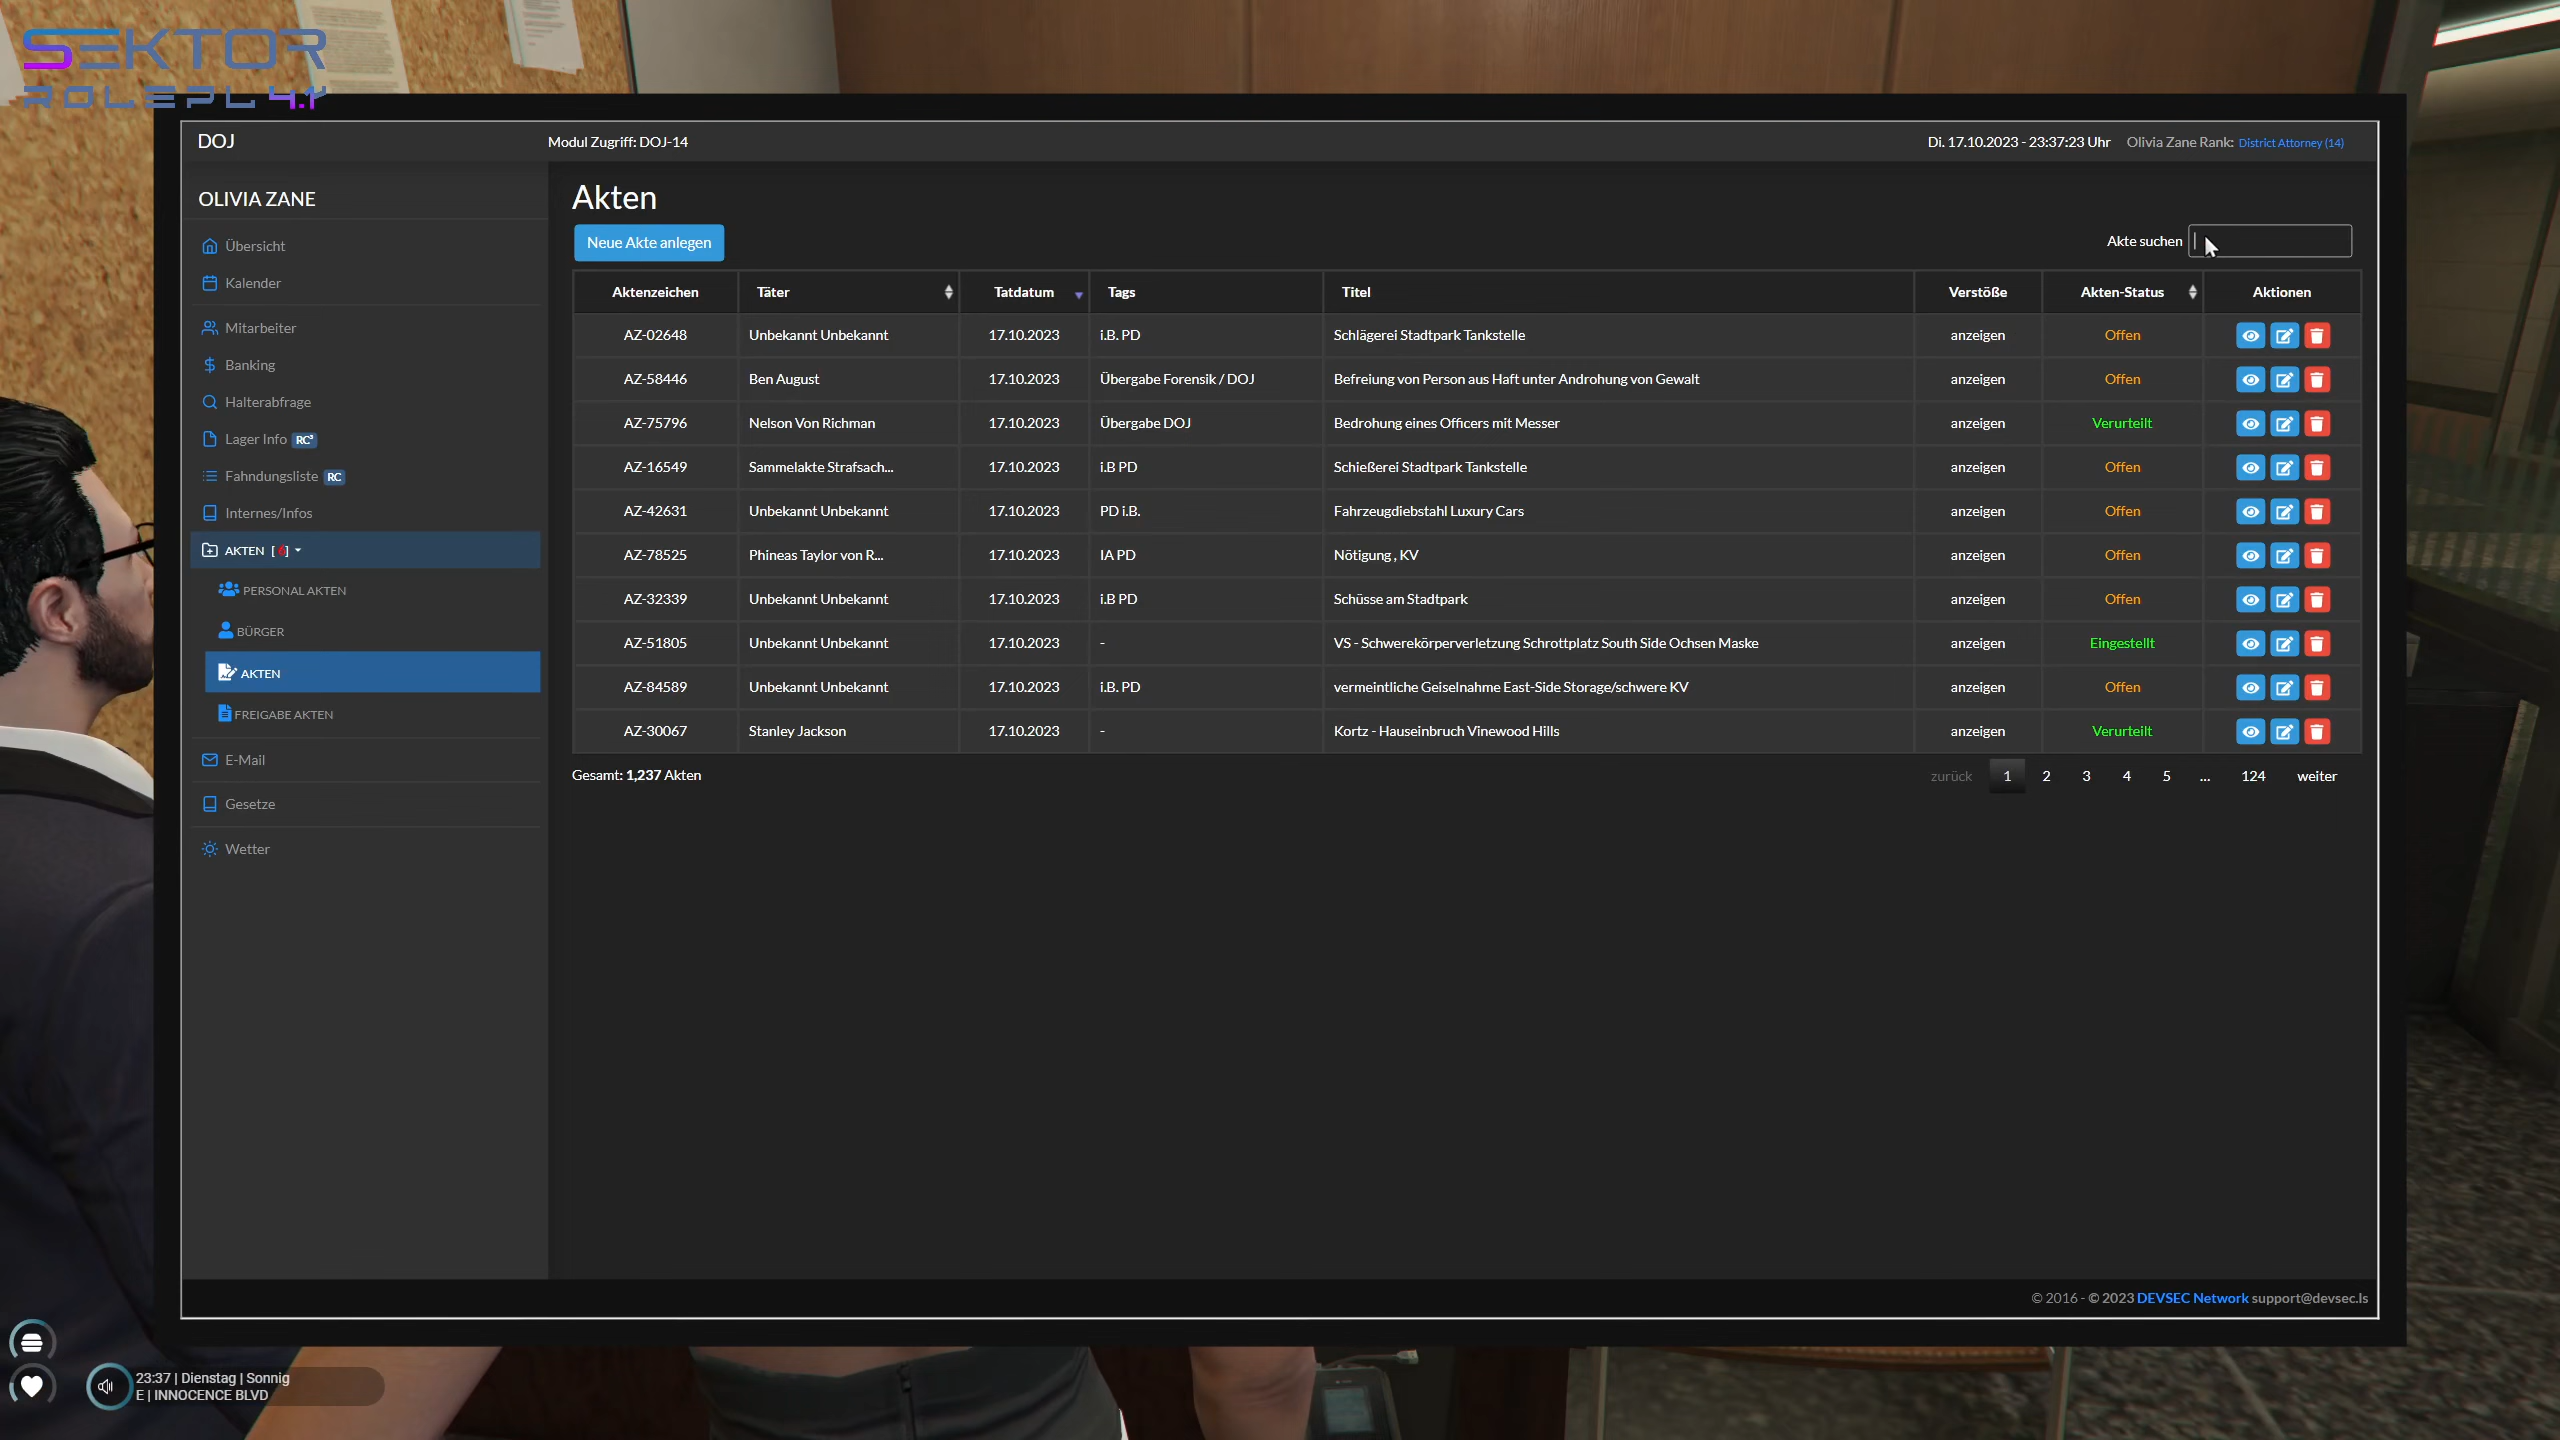 SEKTOR
ROLEPL 4.1
DOJ
Modul Zugriff: DOJ-14
Di. 17.10.2023 - 23:37:23 Uhr
Olivia Zane Rank: District Attorney (14)
OLIVIA ZANE
Übersicht
Kalender
Mitarbeiter
Banking
Halterabfrage
Lager Info RC³
Fahndungsliste RC
Internes/Infos
AKTEN [6]
PERSONAL AKTEN
BÜRGER
AKTEN
FREIGABE AKTEN
E-Mail
Gesetze
Wetter
Akten
Neue Akte anlegen
Akte suchen
Aktenzeichen Täter Tatdatum Tags Titel Verstöße Akten-Status Aktionen
AZ-02648 Unbekannt Unbekannt 17.10.2023 i.B. PD Schlägerei Stadtpark Tankstelle anzeigen Offen
AZ-58446 Ben August 17.10.2023 Übergabe Forensik / DOJ Befreiung von Person aus Haft unter Androhung von Gewalt anzeigen Offen
AZ-75796 Nelson Von Richman 17.10.2023 Übergabe DOJ Bedrohung eines Officers mit Messer anzeigen Verurteilt
AZ-16549 Sammelakte Strafsach... 17.10.2023 i.B PD Schießerei Stadtpark Tankstelle anzeigen Offen
AZ-42631 Unbekannt Unbekannt 17.10.2023 PD i.B. Fahrzeugdiebstahl Luxury Cars anzeigen Offen
AZ-78525 Phineas Taylor von R... 17.10.2023 IA PD Nötigung , KV anzeigen Offen
AZ-32339 Unbekannt Unbekannt 17.10.2023 i.B PD Schüsse am Stadtpark anzeigen Offen
AZ-51805 Unbekannt Unbekannt 17.10.2023 - VS - Schwerekörperverletzung Schrottplatz South Side Ochsen Maske anzeigen Eingestellt
AZ-84589 Unbekannt Unbekannt 17.10.2023 i.B. PD vermeintliche Geiselnahme East-Side Storage/schwere KV anzeigen Offen
AZ-30067 Stanley Jackson 17.10.2023 - Kortz - Hauseinbruch Vinewood Hills anzeigen Verurteilt
Gesamt: 1,237 Akten
zurück 1 2 3 4 5 ... 124 weiter
© 2016 - © 2023 DEVSEC Network support@devsec.ls
23:37 | Dienstag | Sonnig
E | INNOCENCE BLVD